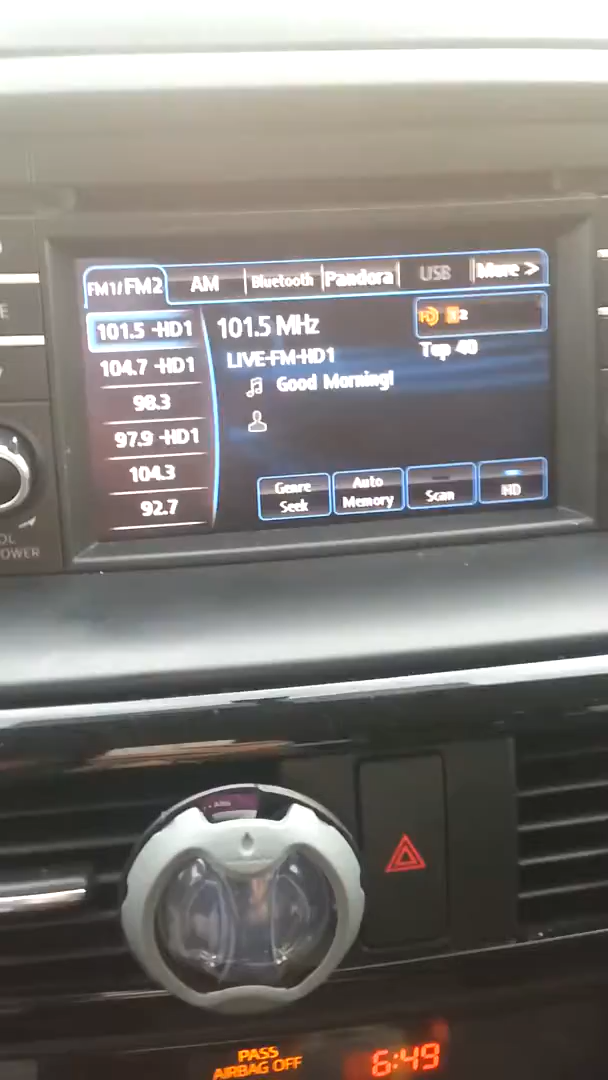 FM1/FM2 AM Bluetooth Pandora USB More >
101.5 -HD1
104.7 -HD1
98.3
97.9 -HD1
104.3
92.7
101.5 MHz
LIVE-FM-HD1
Good Morning!
2
Top 40
Genre
Seek
Auto
Memory
Scan
HD
OWER
PASS
AIRBAG OFF
6:49